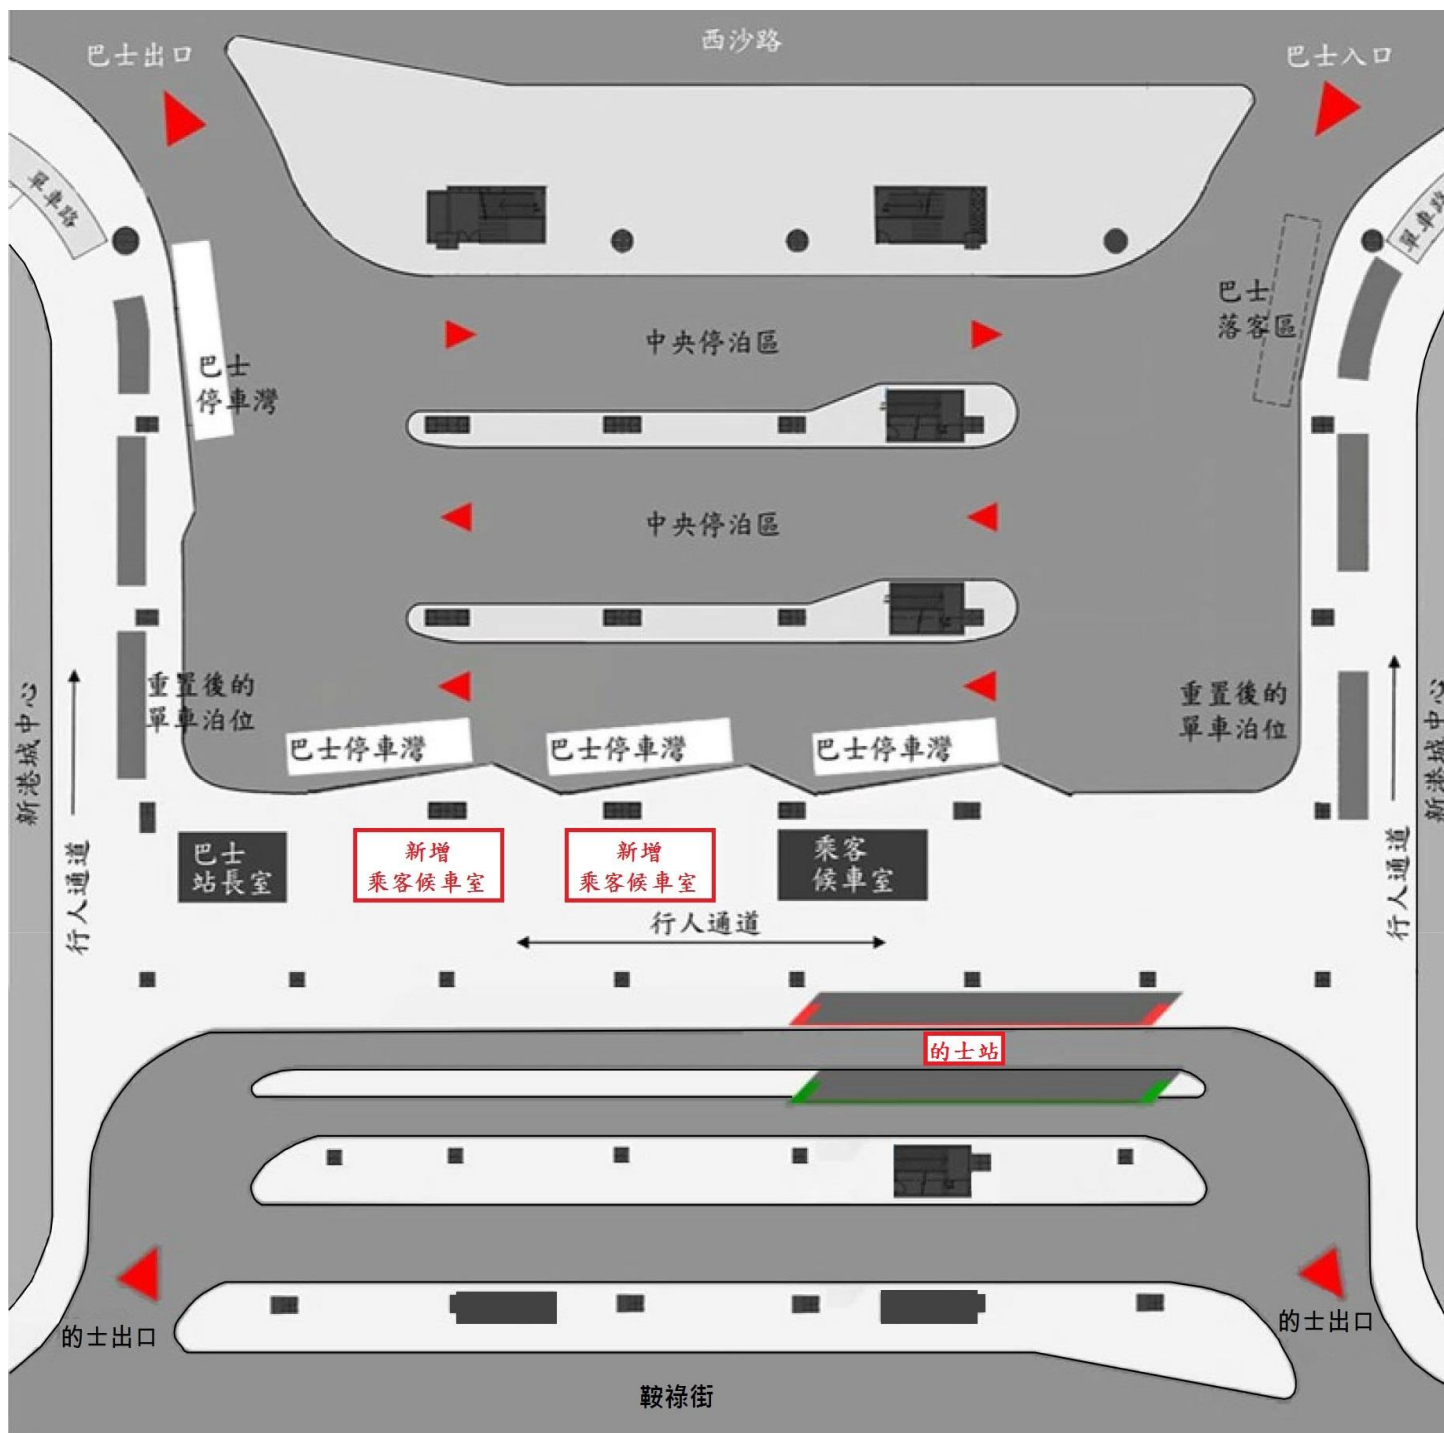 西沙路
巴士出口
巴士入口
單車路
單車路
巴士
落客區
中央停泊區
巴士
停車灣
中央停泊區
重置後的
單車泊位
重置後的
單車泊位
新港城中心
新港城中心
巴士停車灣
巴士停車灣
巴士停車灣
巴士
站長室
新增
乘客候車室
新增
乘客候車室
乘客
候車室
行人通道
行人通道
行人通道
的士站
的士出口
的士出口
鞍祿街